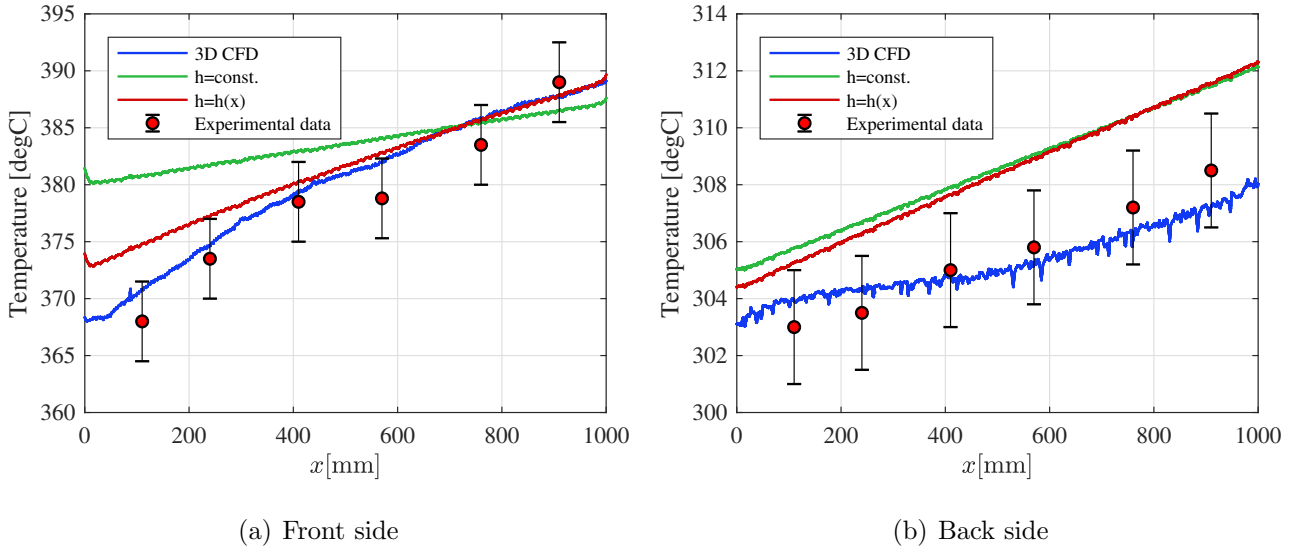 395
390
385
380
375
370
365
360
Temperature [degC]
3D CFD
h=const.
h=h(x)
Experimental data
0
200
400
600
800
1000
x[mm]
(a) Front side
314
312
310
308
306
304
302
300
Temperature [degC]
3D CFD
h=const.
h=h(x)
Experimental data
0
200
400
600
800
1000
x[mm]
(b) Back side